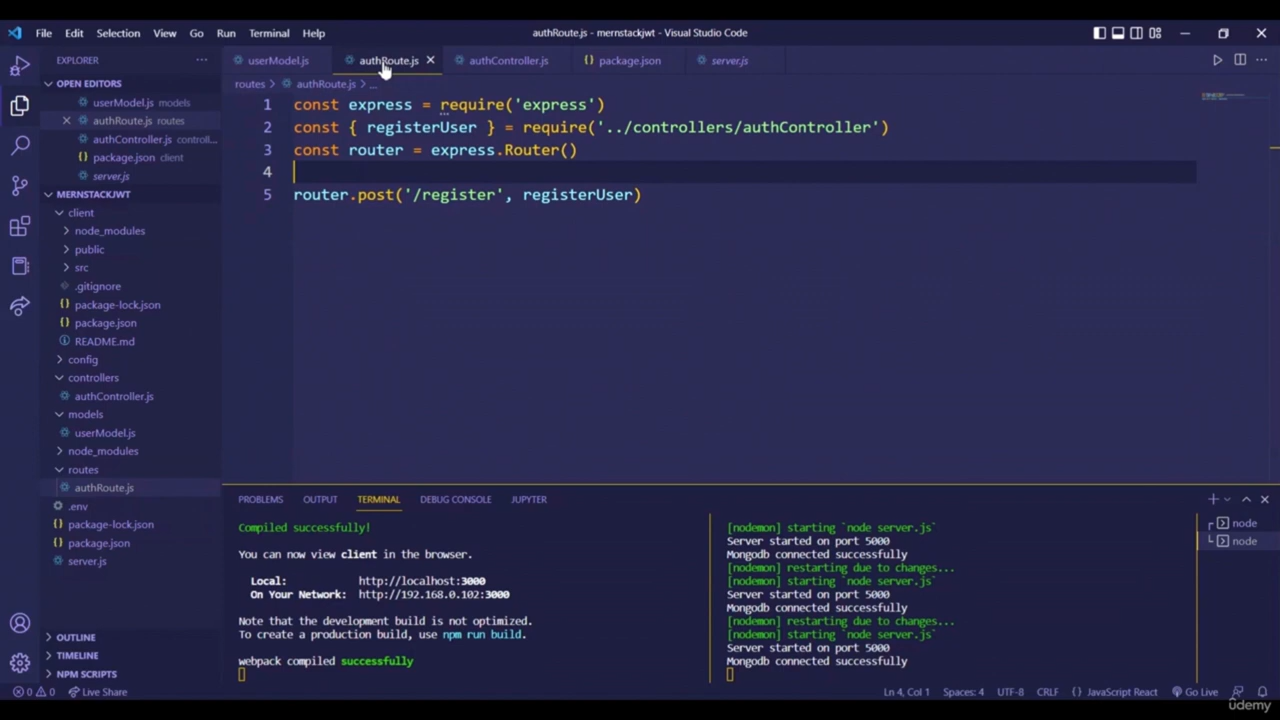 File Edit Selection View Go Run Terminal Help
authRoute.js - mernstackjwt - Visual Studio Code
EXPLORER
OPEN EDITORS
userModel.js models
authRoute.js routes
authController.js controll...
package.json client
server.js
MERNSTACKJWT
client
node_modules
public
src
.gitignore
package-lock.json
package.json
README.md
config
controllers
authController.js
models
userModel.js
node_modules
routes
authRoute.js
.env
package-lock.json
package.json
server.js
OUTLINE
TIMELINE
NPM SCRIPTS
userModel.js authRoute.js authController.js package.json server.js
routes > authRoute.js > ...
1 const express = require('express')
2 const { registerUser } = require('../controllers/authController')
3 const router = express.Router()
4
5 router.post('/register', registerUser)
PROBLEMS OUTPUT TERMINAL DEBUG CONSOLE JUPYTER
Compiled successfully!
You can now view client in the browser.
Local: http://localhost:3000
On Your Network: http://192.168.0.102:3000
Note that the development build is not optimized.
To create a production build, use npm run build.
webpack compiled successfully
[nodemon] starting `node server.js`
Server started on port 5000
Mongodb connected successfully
[nodemon] restarting due to changes...
[nodemon] starting `node server.js`
Server started on port 5000
Mongodb connected successfully
[nodemon] restarting due to changes...
[nodemon] starting `node server.js`
Server started on port 5000
Mongodb connected successfully
node
node
0 0 Live Share
Ln 4, Col 1 Spaces: 4 UTF-8 CRLF {} JavaScript React Go Live
udemy